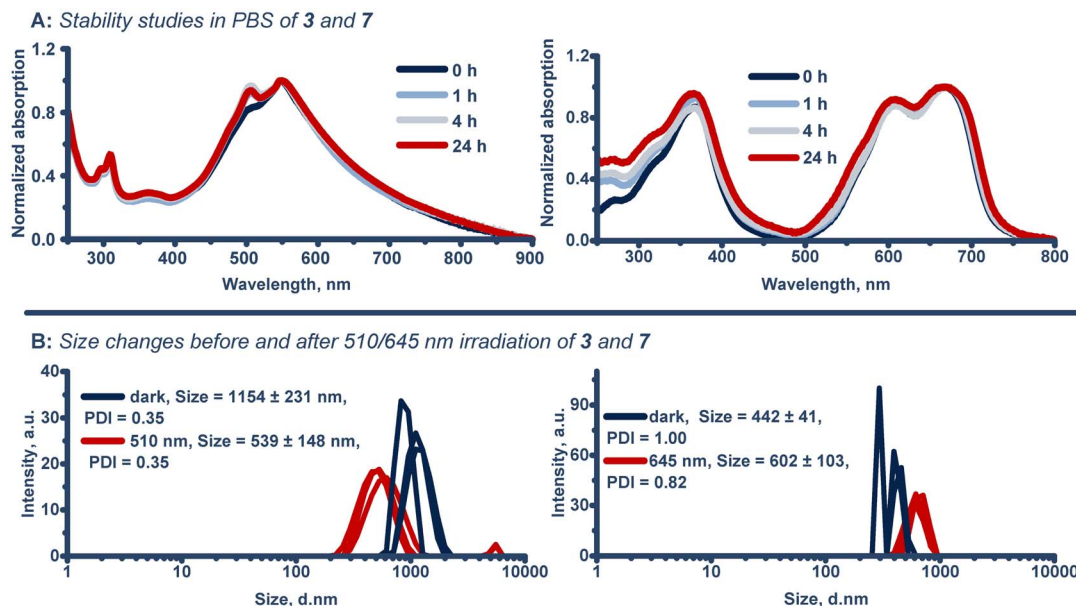 A: Stability studies in PBS of 3 and 7
1.2
0.8
0.4
0.0
Normalized absorption
0 h
1 h
4 h
24 h
300 400 500 600 700 800 900
Wavelength, nm
1.2
0.8
0.4
0.0
Normalized absorption
0 h
1 h
4 h
24 h
300 400 500 600 700 800
Wavelength, nm
B: Size changes before and after 510/645 nm irradiation of 3 and 7
40
30
20
10
0
Intensity, a.u.
dark, Size = 1154 ± 231 nm,
PDI = 0.35
510 nm, Size = 539 ± 148 nm,
PDI = 0.35
1 10 100 1000 10000
Size, d.nm
90
60
30
0
Intensity, a.u.
dark, Size = 442 ± 41,
PDI = 1.00
645 nm, Size = 602 ± 103,
PDI = 0.82
1 10 100 1000 10000
Size, d.nm